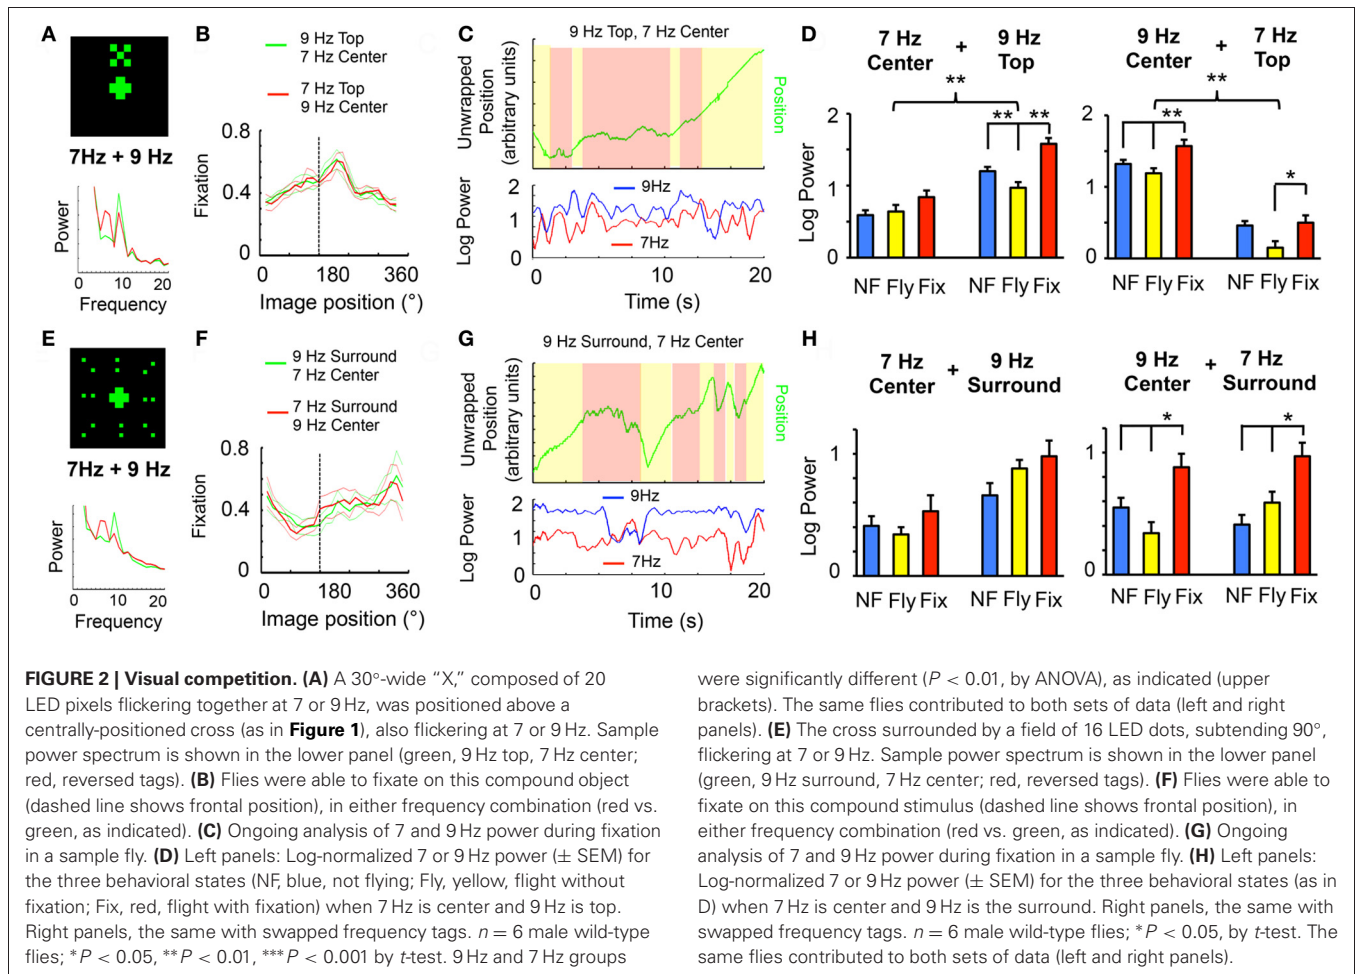 A
7Hz + 9 Hz
Power
0 10 20
Frequency
B
9 Hz Top
7 Hz Center
7 Hz Top
9 Hz Center
Fixation
0.8
0.4
0
0 180 360
Image position (°)
C
9 Hz Top, 7 Hz Center
Unwrapped
Position
(arbitrary units)
Position
Log Power
2
1
0
9Hz
7Hz
0 10 20
Time (s)
D
7 Hz + 9 Hz
Center Top
9 Hz + 7 Hz
Center Top
**
** **
**
**
*
Log Power
2
1
0
NF Fly Fix NF Fly Fix
2
1
0
NF Fly Fix NF Fly Fix
E
7Hz + 9 Hz
Power
0 10 20
Frequency
F
9 Hz Surround
7 Hz Center
7 Hz Surround
9 Hz Center
Fixation
0.8
0.4
0
0 180 360
Image position (°)
G
9 Hz Surround, 7 Hz Center
Unwrapped
Position
(arbitrary units)
Position
Log Power
2
1
0
9Hz
7Hz
0 10 20
Time (s)
H
7 Hz + 9 Hz
Center Surround
9 Hz + 7 Hz
Center Surround
*
*
Log Power
1
0
NF Fly Fix NF Fly Fix
1
0
NF Fly Fix NF Fly Fix
FIGURE 2 | Visual competition. (A) A 30°-wide "X," composed of 20
LED pixels flickering together at 7 or 9 Hz, was positioned above a
centrally-positioned cross (as in Figure 1), also flickering at 7 or 9 Hz. Sample
power spectrum is shown in the lower panel (green, 9 Hz top, 7 Hz center;
red, reversed tags). (B) Flies were able to fixate on this compound object
(dashed line shows frontal position), in either frequency combination (red vs.
green, as indicated). (C) Ongoing analysis of 7 and 9 Hz power during fixation
in a sample fly. (D) Left panels: Log-normalized 7 or 9 Hz power (± SEM) for
the three behavioral states (NF, blue, not flying; Fly, yellow, flight without
fixation; Fix, red, flight with fixation) when 7 Hz is center and 9 Hz is top.
Right panels, the same with swapped frequency tags. n = 6 male wild-type
flies; *P < 0.05, **P < 0.01, ***P < 0.001 by t-test. 9 Hz and 7 Hz groups
were significantly different (P < 0.01, by ANOVA), as indicated (upper
brackets). The same flies contributed to both sets of data (left and right
panels). (E) The cross surrounded by a field of 16 LED dots, subtending 90°,
flickering at 7 or 9 Hz. Sample power spectrum is shown in the lower panel
(green, 9 Hz surround, 7 Hz center; red, reversed tags). (F) Flies were able to
fixate on this compound stimulus (dashed line shows frontal position), in
either frequency combination (red vs. green, as indicated). (G) Ongoing
analysis of 7 and 9 Hz power during fixation in a sample fly. (H) Left panels:
Log-normalized 7 or 9 Hz power (± SEM) for the three behavioral states (as in
D) when 7 Hz is center and 9 Hz is the surround. Right panels, the same with
swapped frequency tags. n = 6 male wild-type flies; *P < 0.05, by t-test. The
same flies contributed to both sets of data (left and right panels).